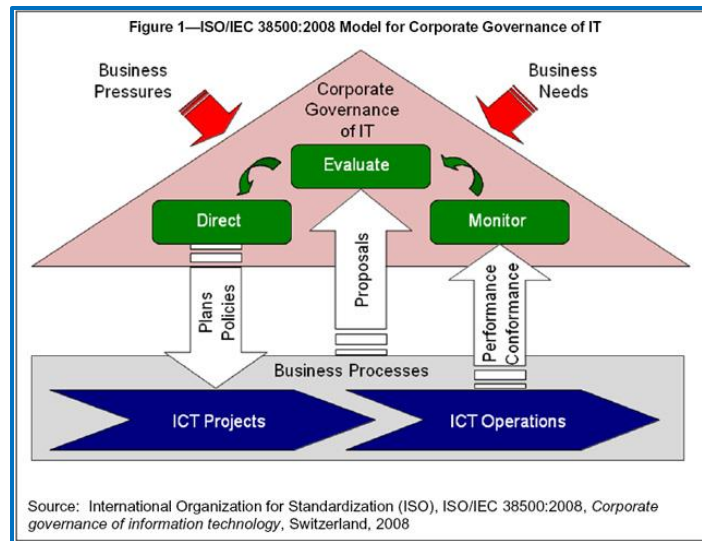 Figure 1—ISO/IEC 38500:2008 Model for Corporate Governance of IT
Business
Pressures
Business
Needs
Corporate
Governance
of IT
Evaluate
Direct
Monitor
Plans
Policies
Proposals
Performance
Conformance
Business Processes
ICT Projects
ICT Operations
Source: International Organization for Standardization (ISO), ISO/IEC 38500:2008, Corporate
governance of information technology, Switzerland, 2008